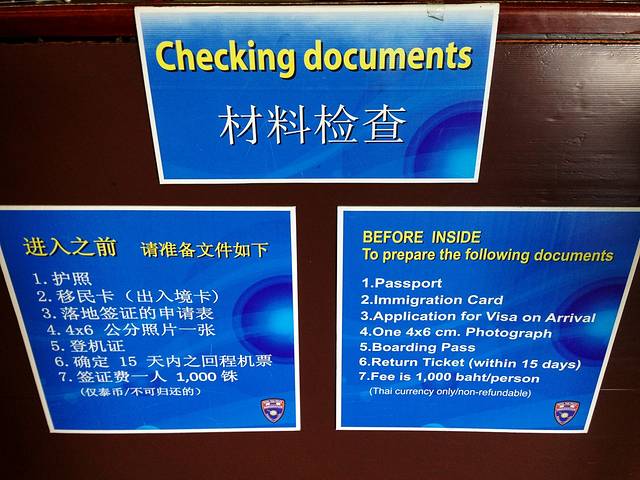 Checking documents
材料检查
进入之前 请准备文件如下
1. 护照
2. 移民卡（出入境卡）
3. 落地签证的申请表
4. 4x6 公分照片一张
5. 登机证
6. 确定 15 天内之回程机票
7. 签证费一人 1,000 铢
（仅泰币/不可归还的）
BEFORE INSIDE
To prepare the following documents
1.Passport
2.Immigration Card
3.Application for Visa on Arrival
4.One 4x6 cm. Photograph
5.Boarding Pass
6.Return Ticket (within 15 days)
7.Fee is 1,000 baht/person
(Thai currency only/non-refundable)